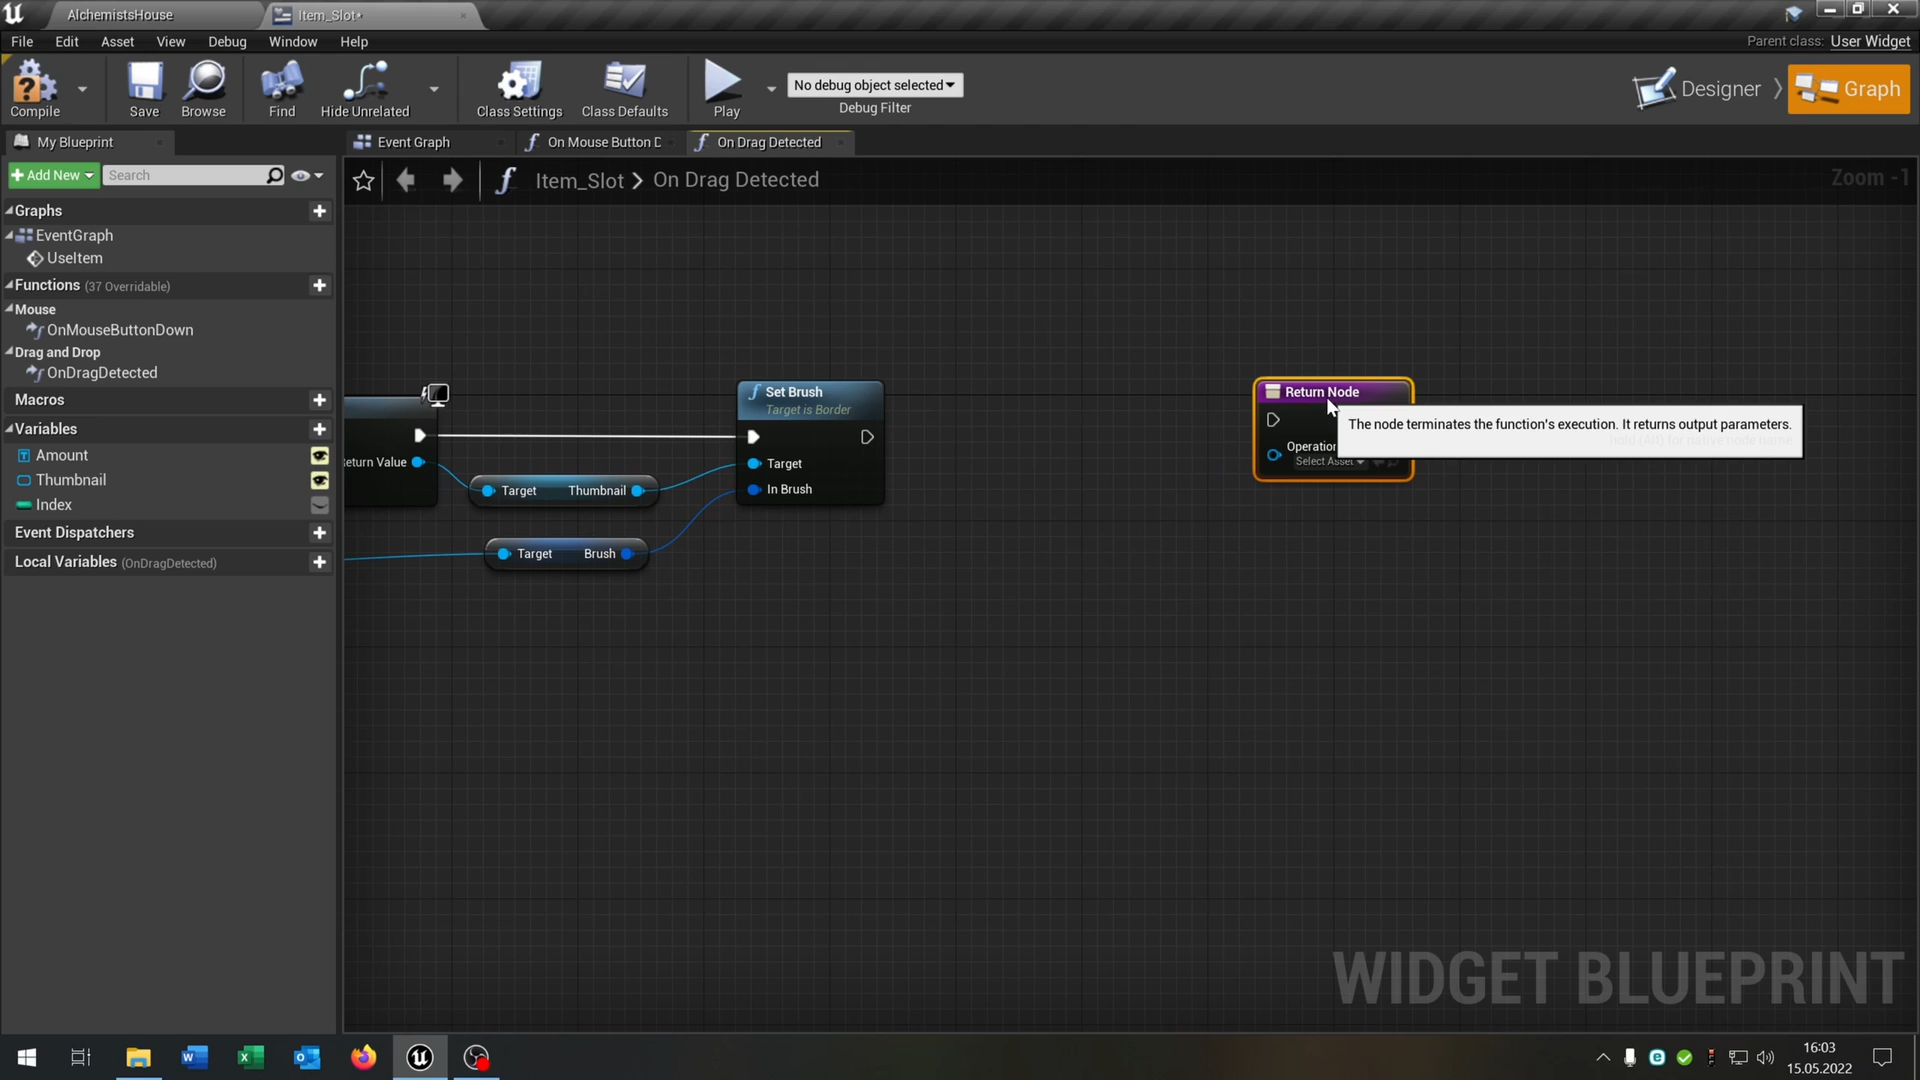 AlchemistsHouse
Item_Slot*
File Edit Asset View Debug Window Help
Parent class: User Widget
Compile
Save
Browse
Find
Hide Unrelated
Class Settings
Class Defaults
Play
No debug object selected
Debug Filter
Designer
Graph
My Blueprint
Event Graph
On Mouse Button D
On Drag Detected
Add New
Search
Item_Slot > On Drag Detected
Zoom -1
Graphs
EventGraph
UseItem
Functions (37 Overridable)
Mouse
OnMouseButtonDown
Drag and Drop
OnDragDetected
Macros
Variables
Amount
Thumbnail
Index
Event Dispatchers
Local Variables (OnDragDetected)
Return Value
Target Thumbnail
Target Brush
Set Brush
Target is Border
Target
In Brush
Return Node
Operation
Select Asset
The node terminates the function's execution. It returns output parameters.
WIDGET BLUEPRINT
16:03
15.05.2022